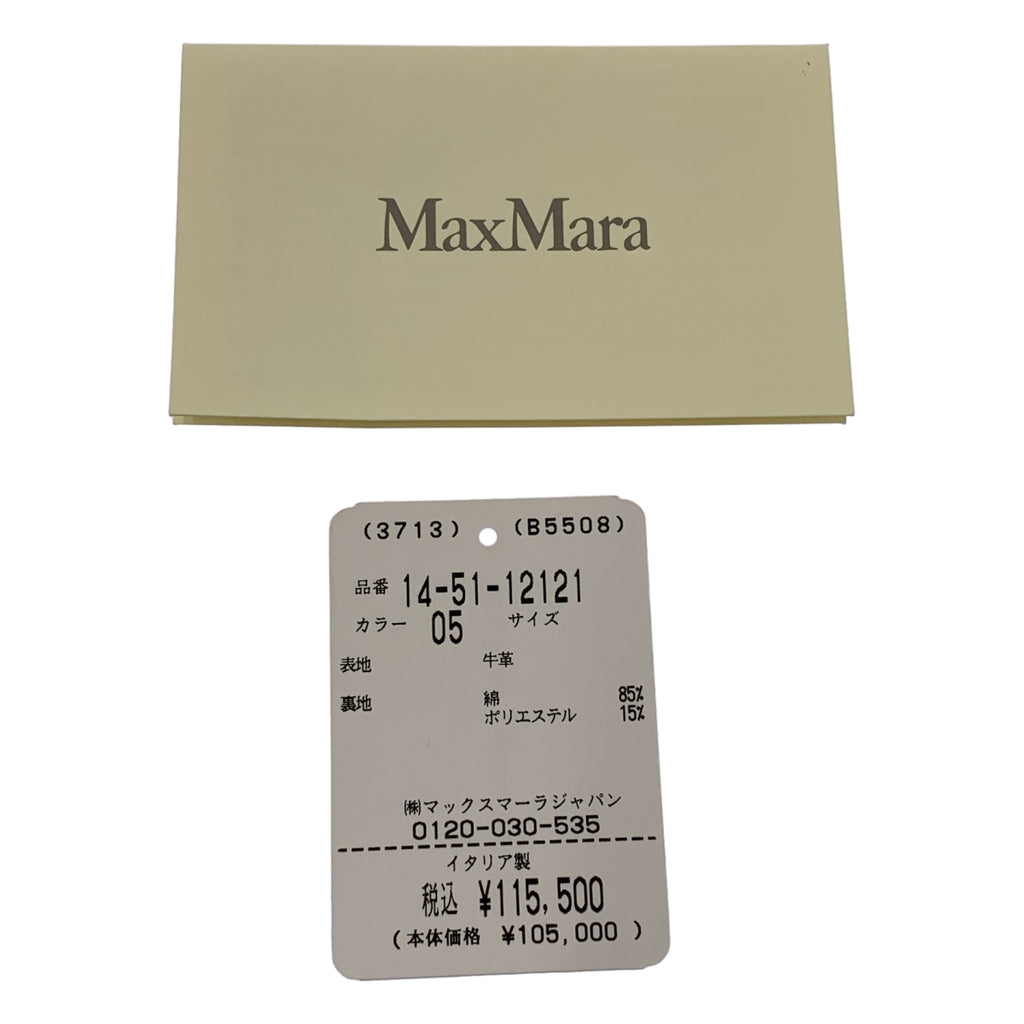 MaxMara
(3713) (B5508)
品番 14-51-12121
カラー 05 サイズ
表地 牛革
裏地 綿 85%
ポリエステル 15%
㈱マックスマーラジャパン
0120-030-535
イタリア製
税込 ¥115,500
(本体価格 ¥105,000 )